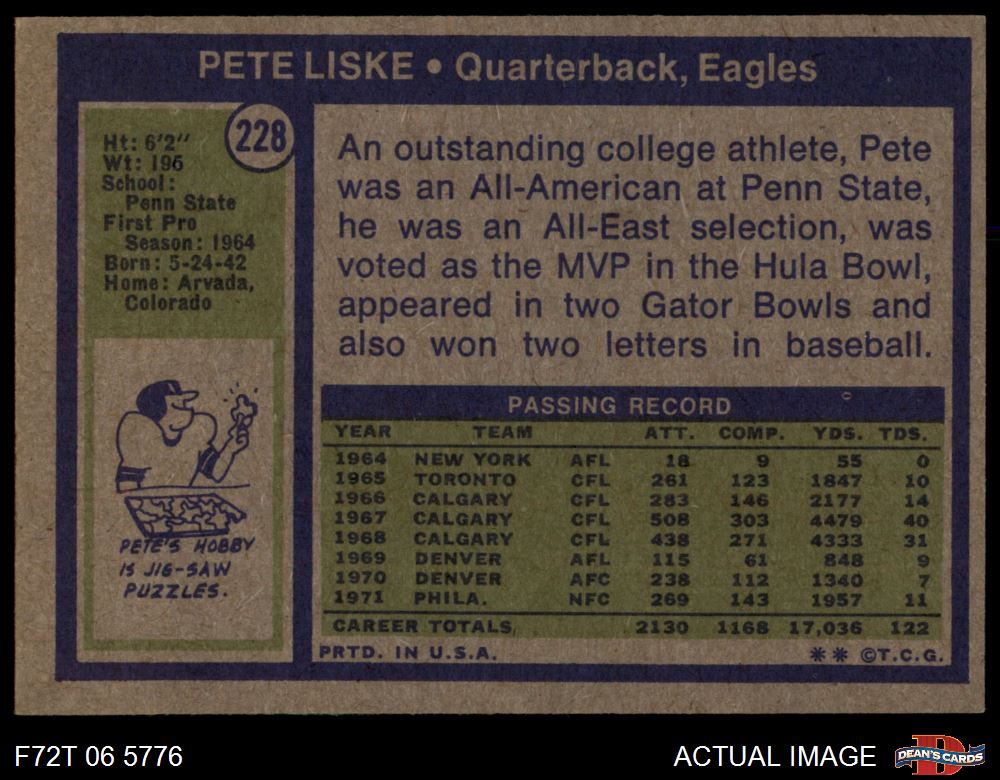 PETE LISKE • Quarterback, Eagles
228
Ht: 6'2"
Wt: 196
School:
Penn State
First Pro
Season: 1964
Born: 5-24-42
Home: Arvada,
Colorado
PETE'S HOBBY
IS JIG-SAW
PUZZLES.
An outstanding college athlete, Pete
was an All-American at Penn State,
he was an All-East selection, was
voted as the MVP in the Hula Bowl,
appeared in two Gator Bowls and
also won two letters in baseball.
PASSING RECORD
YEAR TEAM ATT. COMP. YDS. TDS.
1964 NEW YORK AFL 18 9 55 0
1965 TORONTO CFL 261 123 1847 10
1966 CALGARY CFL 283 146 2177 14
1967 CALGARY CFL 508 303 4479 40
1968 CALGARY CFL 438 271 4333 31
1969 DENVER AFL 115 61 848 9
1970 DENVER AFC 238 112 1340 7
1971 PHILA. NFC 269 143 1957 11
CAREER TOTALS 2130 1168 17,036 122
PRTD. IN U.S.A. ** ©T.C.G.
F72T 06 5776 ACTUAL IMAGE
D
DEAN'S CARDS